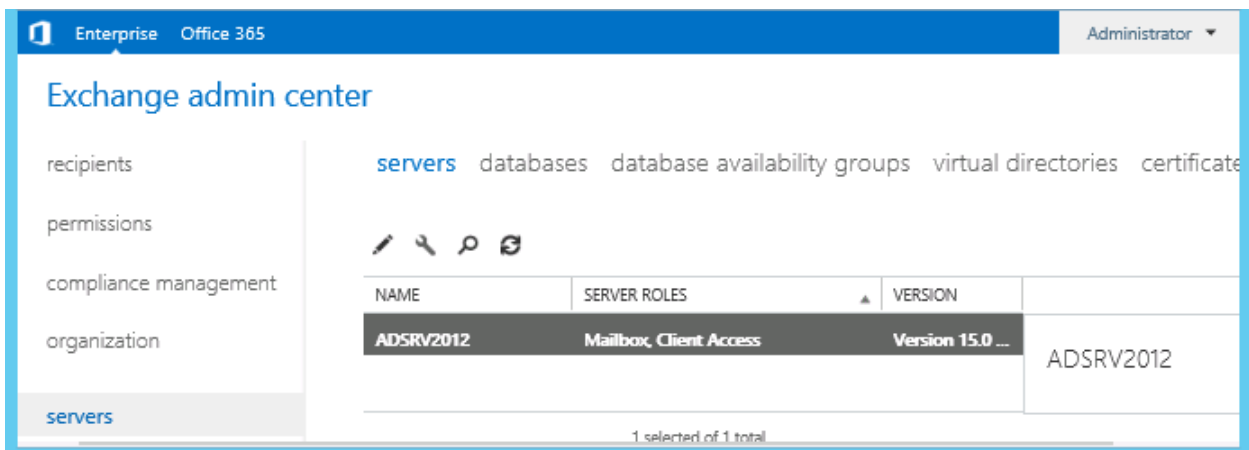 Enterprise Office 365 Administrator
Exchange admin center
recipients
permissions
compliance management
organization
servers
servers databases database availability groups virtual directories certificate
NAME SERVER ROLES VERSION
ADSRV2012 Mailbox, Client Access Version 15.0 ...
ADSRV2012
1 selected of 1 total